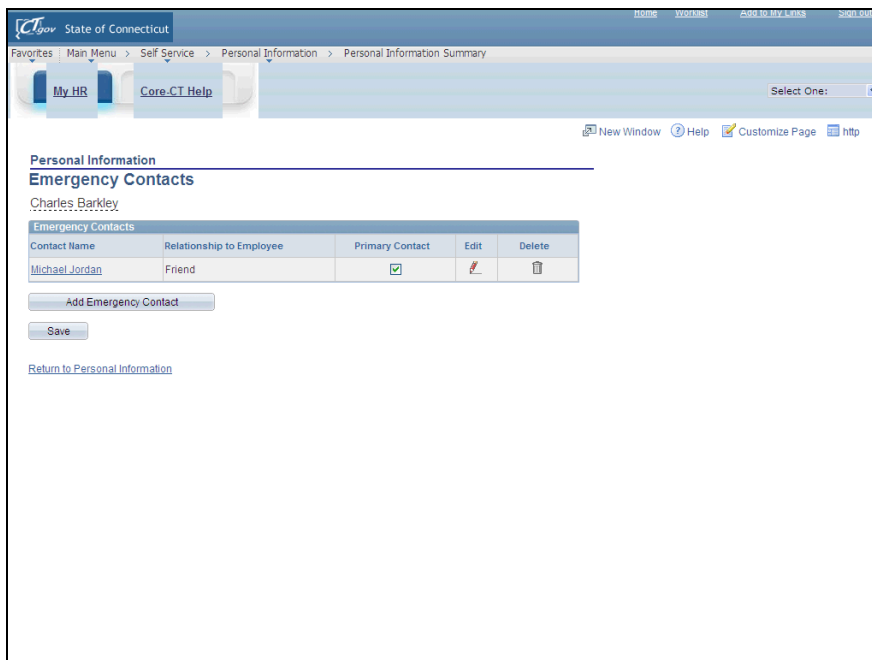 Home Worklist Add to My Links Sign out
CT.gov State of Connecticut
Favorites Main Menu > Self Service > Personal Information > Personal Information Summary
My HR Core-CT Help
Select One:
New Window Help Customize Page http
Personal Information
Emergency Contacts
Charles Barkley
Emergency Contacts
Contact Name Relationship to Employee Primary Contact Edit Delete
Michael Jordan Friend
Add Emergency Contact
Save
Return to Personal Information